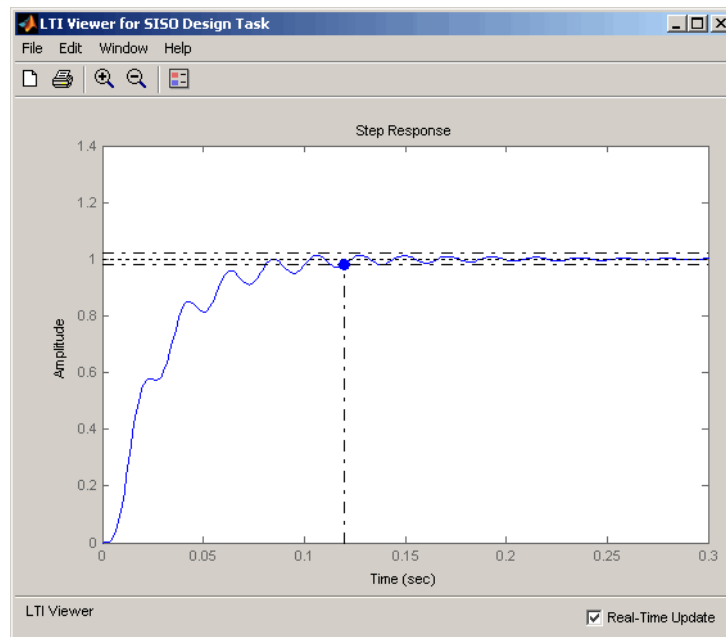 LTI Viewer for SISO Design Task
File Edit Window Help
Step Response
1.4
1.2
1
0.8
0.6
0.4
0.2
0
Amplitude
0 0.05 0.1 0.15 0.2 0.25 0.3
Time (sec)
LTI Viewer
Real-Time Update